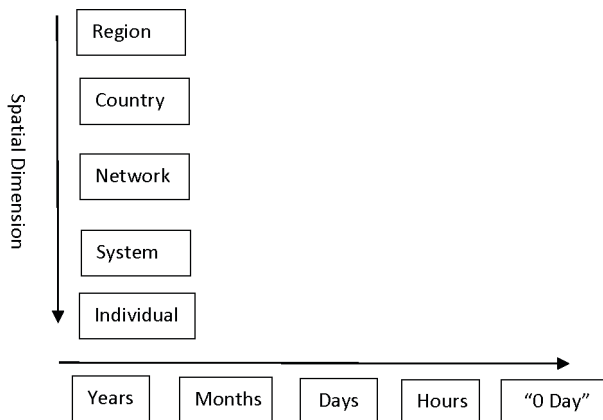 Region
Country
Network
System
Individual
Spatial Dimension
Years
Months
Days
Hours
“0 Day”